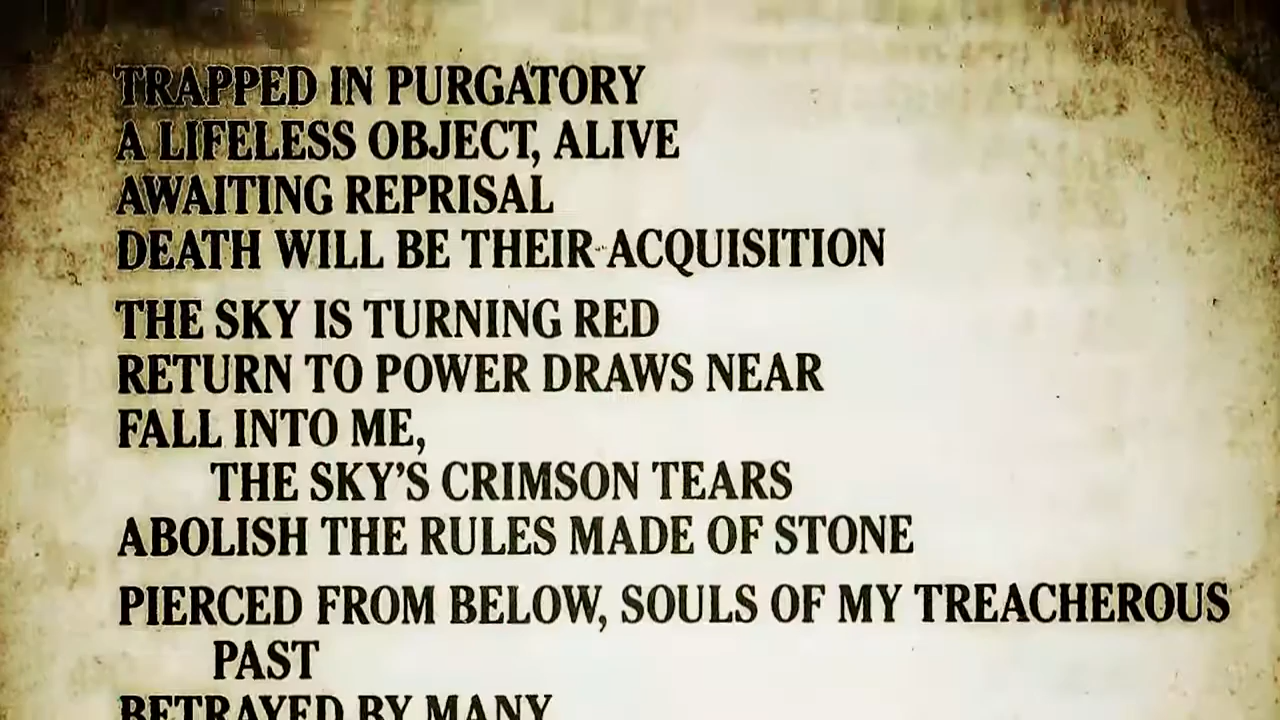 TRAPPED IN PURGATORY
A LIFELESS OBJECT, ALIVE
AWAITING REPRISAL
DEATH WILL BE THEIR ACQUISITION
THE SKY IS TURNING RED
RETURN TO POWER DRAWS NEAR
FALL INTO ME,
THE SKY'S CRIMSON TEARS
ABOLISH THE RULES MADE OF STONE
PIERCED FROM BELOW, SOULS OF MY TREACHEROUS
PAST
BETRAYED BY MANY